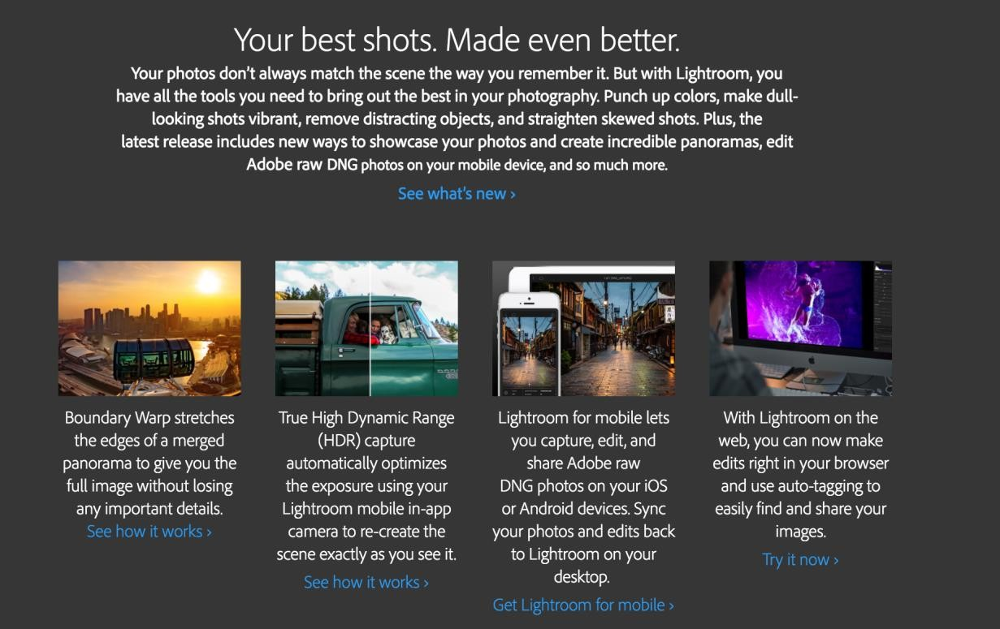 Your best shots. Made even better.
Your photos don't always match the scene the way you remember it. But with Lightroom, you
have all the tools you need to bring out the best in your photography. Punch up colors, make dull-
looking shots vibrant, remove distracting objects, and straighten skewed shots. Plus, the
latest release includes new ways to showcase your photos and create incredible panoramas, edit
Adobe raw DNG photos on your mobile device, and so much more.
See what's new ›
Boundary Warp stretches
the edges of a merged
panorama to give you the
full image without losing
any important details.
See how it works ›
True High Dynamic Range
(HDR) capture
automatically optimizes
the exposure using your
Lightroom mobile in-app
camera to re-create the
scene exactly as you see it.
See how it works ›
Lightroom for mobile lets
you capture, edit, and
share Adobe raw
DNG photos on your iOS
or Android devices. Sync
your photos and edits back
to Lightroom on your
desktop.
Get Lightroom for mobile ›
With Lightroom on the
web, you can now make
edits right in your browser
and use auto-tagging to
easily find and share your
images.
Try it now ›